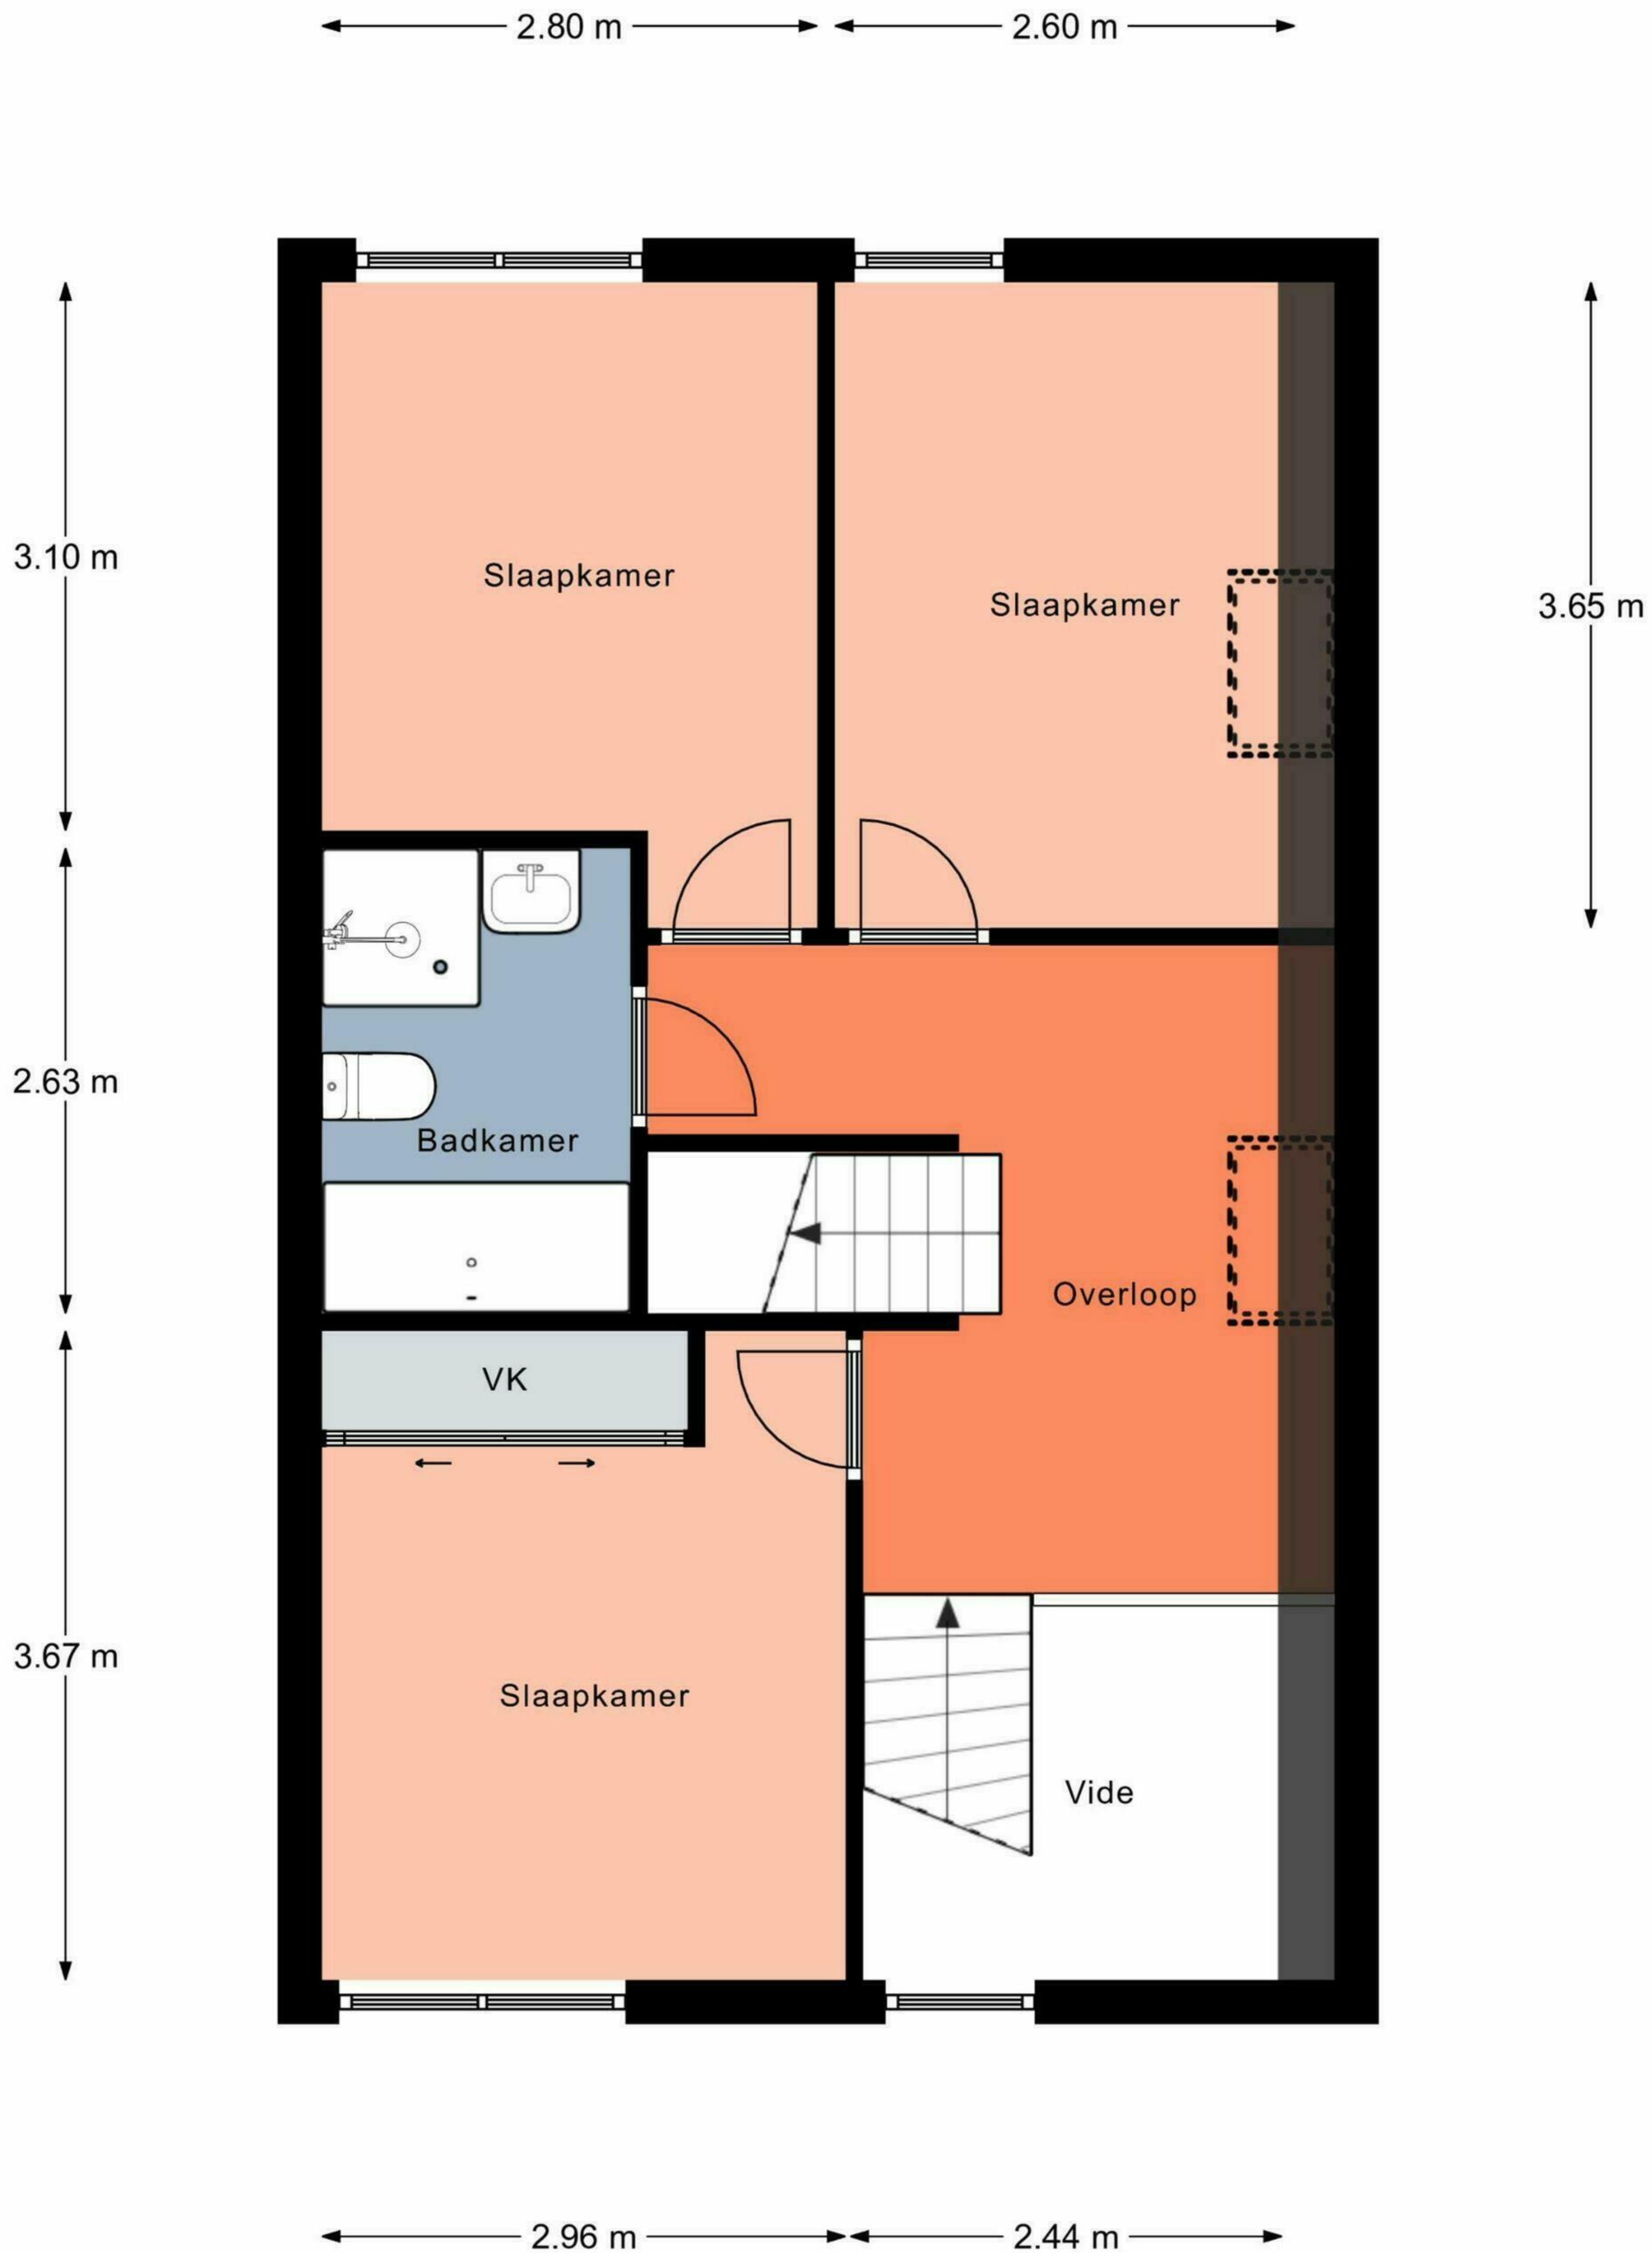 2.80 m
2.60 m
3.10 m
Slaapkamer
Slaapkamer
3.65 m
2.63 m
Badkamer
Overloop
VK
3.67 m
Slaapkamer
Vide
2.96 m
2.44 m